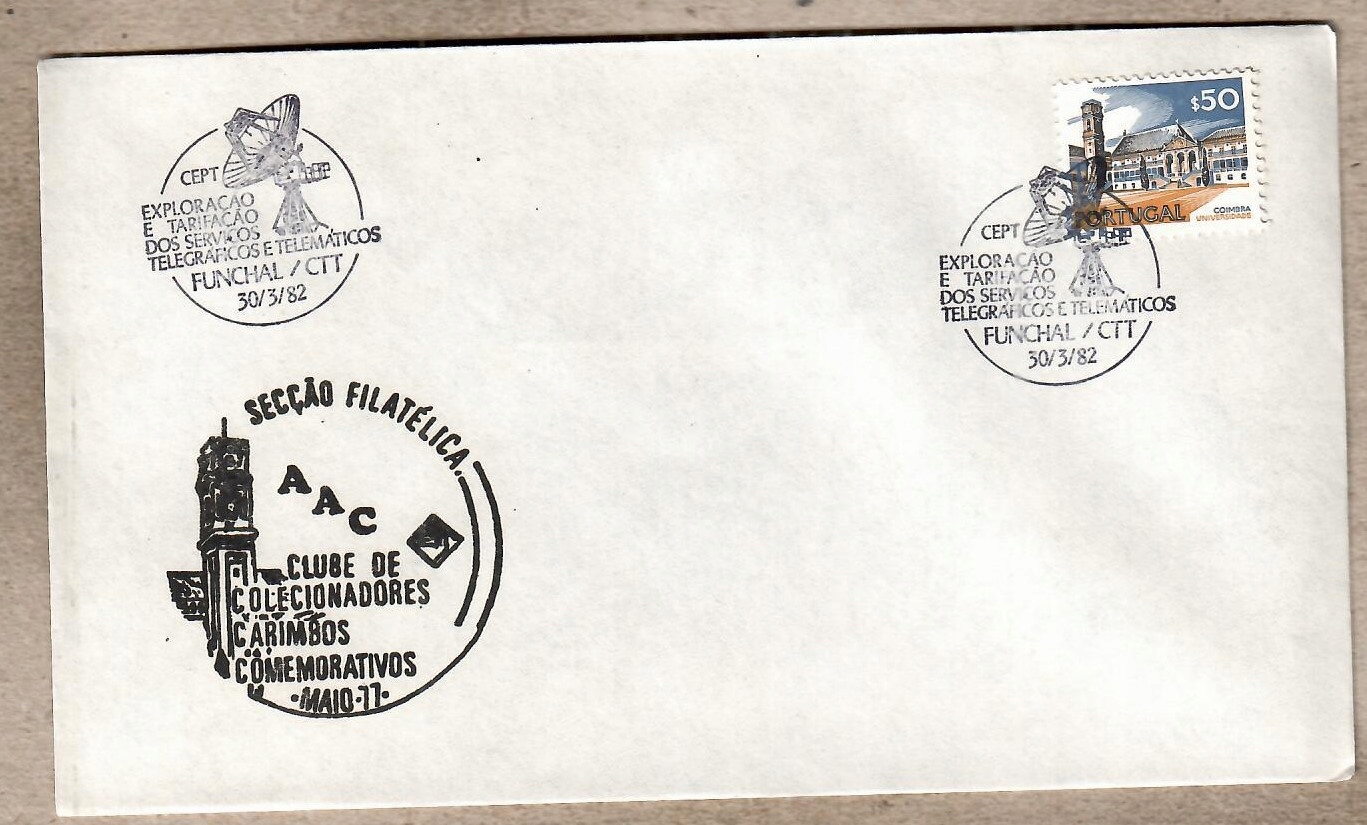 CEPT
EXPLORAÇÃO
E TARIFAÇÃO
DOS SERVIÇOS
TELEGRÁFICOS E TELEMÁTICOS
FUNCHAL / CTT
30/3/82
$50
PORTUGAL
COIMBRA
UNIVERSIDADE
CEPT
EXPLORAÇÃO
E TARIFAÇÃO
DOS SERVIÇOS
TELEGRÁFICOS E TELEMÁTICOS
FUNCHAL / CTT
30/3/82
SECÇÃO FILATÉLICA.
AAC
CLUBE DE
COLECIONADORES
CARIMBOS
COMEMORATIVOS
·MAIO·77·